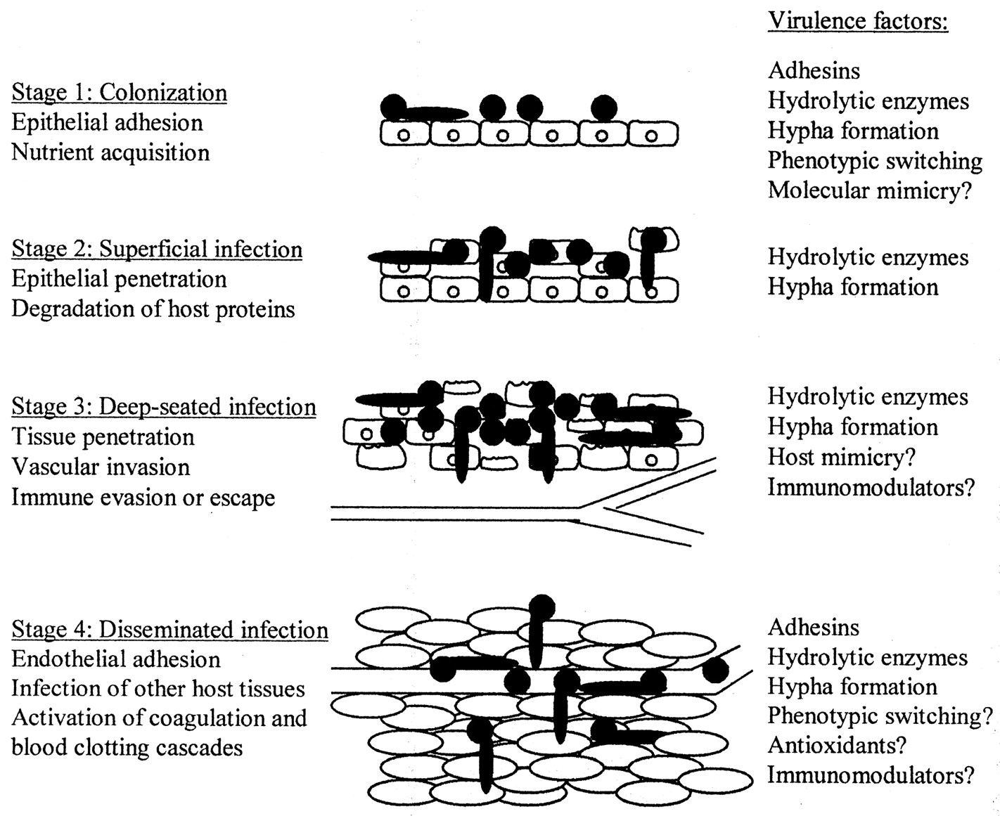 Virulence factors:
Stage 1: Colonization
Epithelial adhesion
Nutrient acquisition
Adhesins
Hydrolytic enzymes
Hypha formation
Phenotypic switching
Molecular mimicry?
Stage 2: Superficial infection
Epithelial penetration
Degradation of host proteins
Hydrolytic enzymes
Hypha formation
Stage 3: Deep-seated infection
Tissue penetration
Vascular invasion
Immune evasion or escape
Hydrolytic enzymes
Hypha formation
Host mimicry?
Immunomodulators?
Stage 4: Disseminated infection
Endothelial adhesion
Infection of other host tissues
Activation of coagulation and
blood clotting cascades
Adhesins
Hydrolytic enzymes
Hypha formation
Phenotypic switching?
Antioxidants?
Immunomodulators?